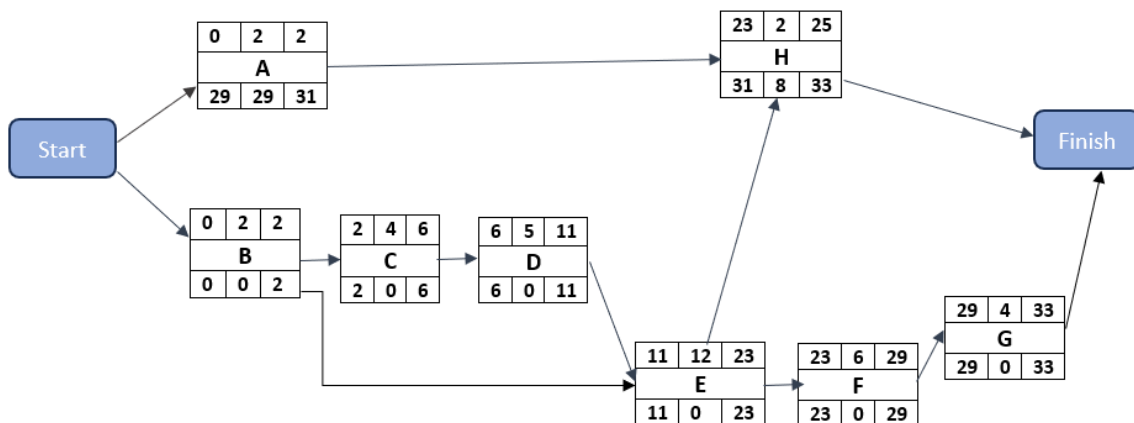 0 2 2
A
29 29 31
23 2 25
H
31 8 33
Start
Finish
0 2 2
B
0 0 2
2 4 6
C
2 0 6
6 5 11
D
6 0 11
11 12 23
E
11 0 23
23 6 29
F
23 0 29
29 4 33
G
29 0 33